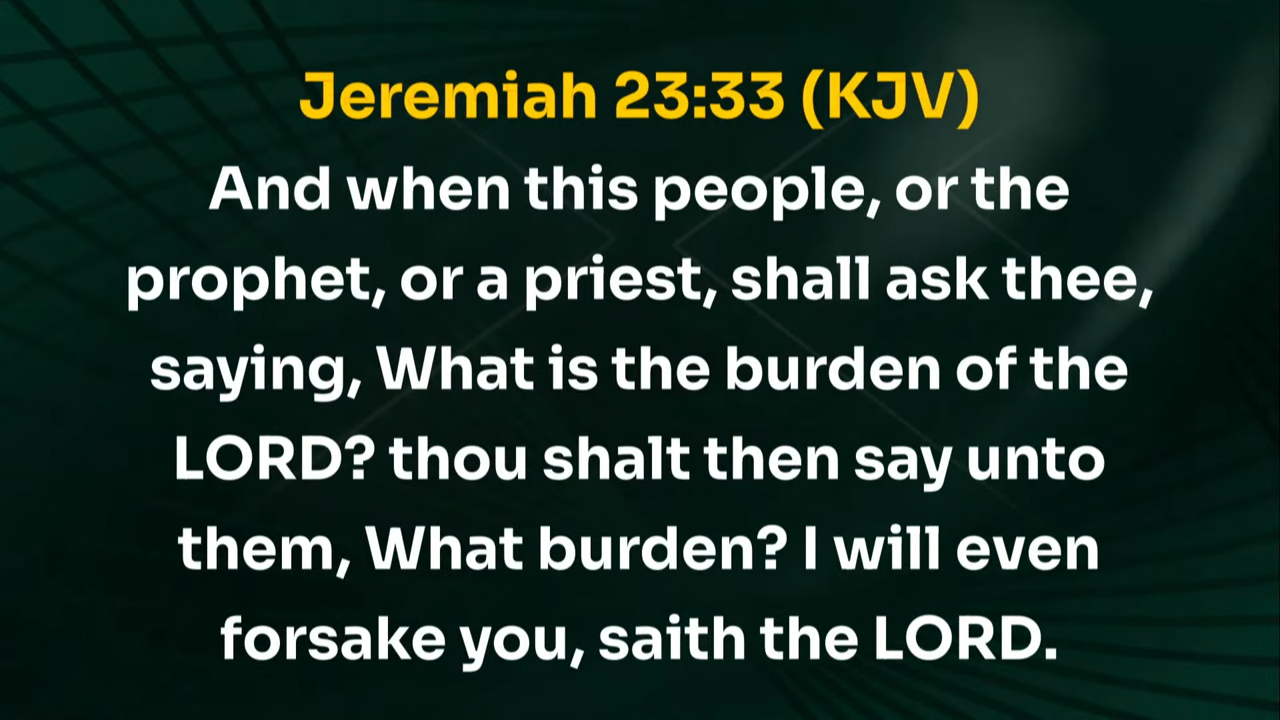 Jeremiah 23:33 (KJV)
And when this people, or the
prophet, or a priest, shall ask thee,
saying, What is the burden of the
LORD? thou shalt then say unto
them, What burden? I will even
forsake you, saith the LORD.